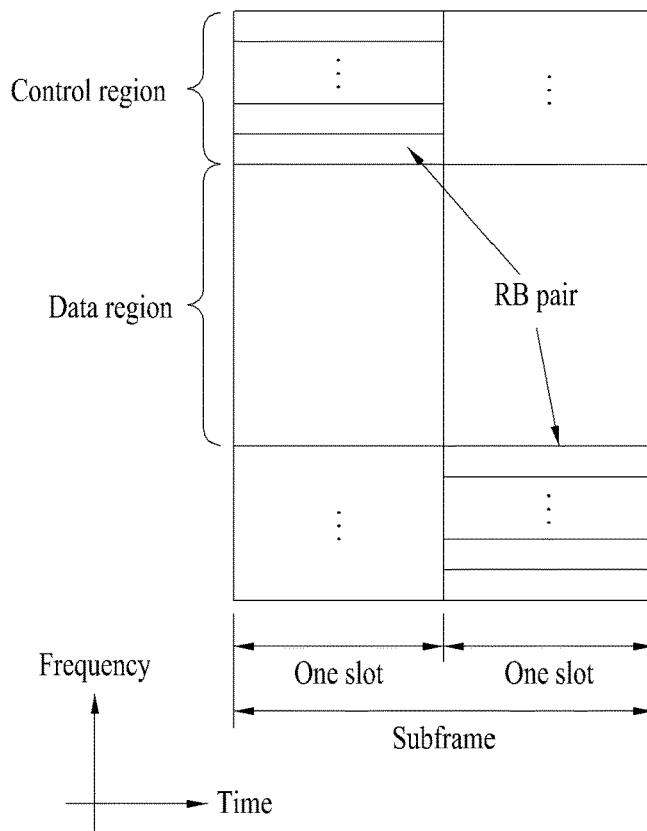 Control region
Data region
RB pair
One slot
One slot
Subframe
Frequency
Time